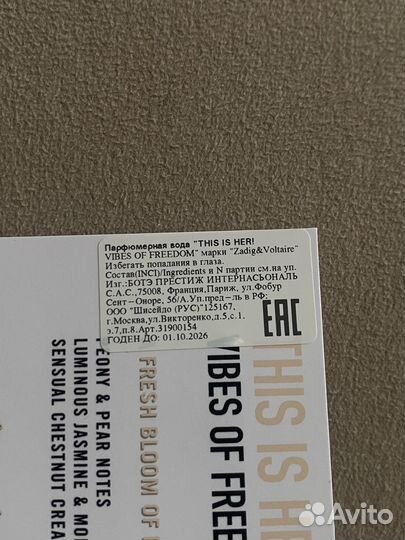 Парфюмерная вода "THIS IS HER!
VIBES OF FREEDOM" марки "Zadig&Voltaire"
Избегать попадания в глаза.
Состав(INCI)/Ingredients и N партии см.на уп.
Изг.:БОТЭ ПРЕСТИЖ ИНТЕРНАСЬОНАЛЬ
С.А.С.,75008, Франция,Париж, ул.Фобур
Сент-Оноре, 56/А.Уп.пред-ль в РФ:
ООО "Шисейдо (РУС)"125167,
г.Москва,ул.Викторенко,д.5,с.1,
э.7,п.8.Арт.31900154
ГОДЕН ДО: 01.10.2026
EAC
THIS IS HE
VIBES OF FREE
FRESH BLOOM OF
PEONY & PEAR NOTES
LUMINOUS JASMINE & MO
SENSUAL CHESTNUT CREA
Avito